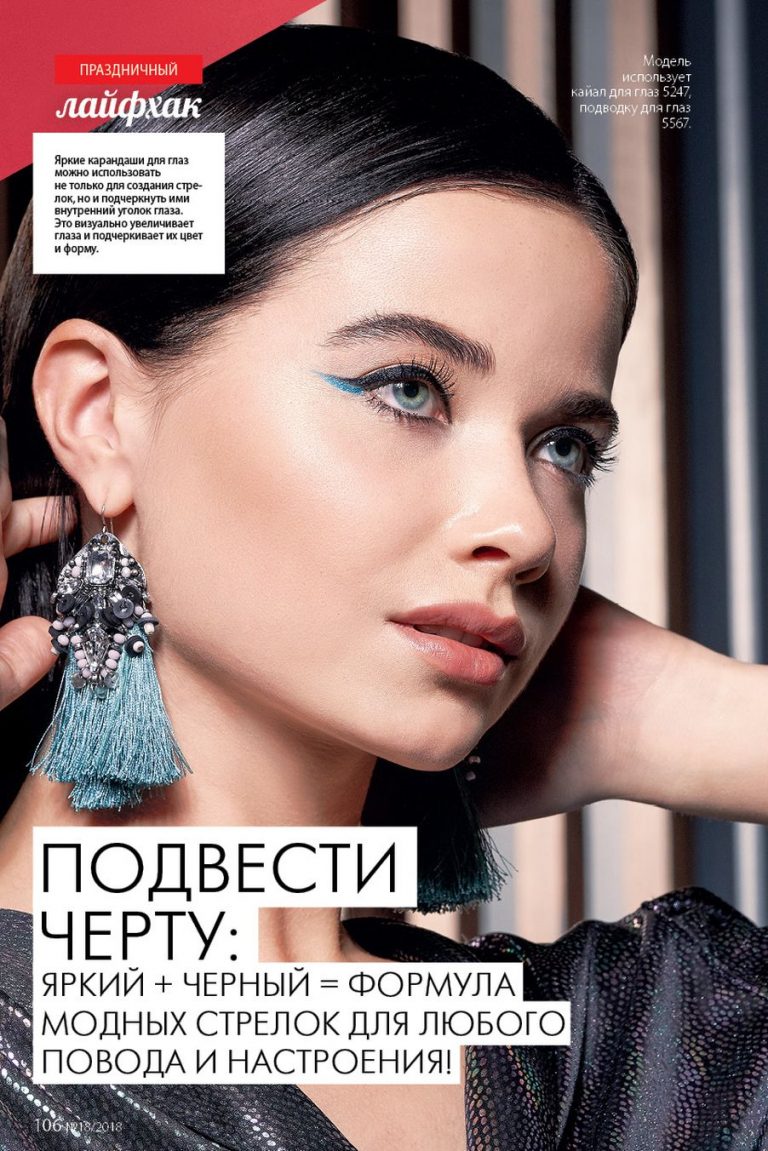 ПРАЗДНИЧНЫЙ
лайфхак
Яркие карандаши для глаз
можно использовать
не только для создания стре-
лок, но и подчеркнуть ими
внутренний уголок глаза.
Это визуально увеличивает
глаза и подчеркивает их цвет
и форму.
Модель
использует
кайал для глаз 5247,
подводку для глаз
5567.
ПОДВЕСТИ
ЧЕРТУ:
ЯРКИЙ + ЧЕРНЫЙ = ФОРМУЛА
МОДНЫХ СТРЕЛОК ДЛЯ ЛЮБОГО
ПОВОДА И НАСТРОЕНИЯ!
106 18/2018